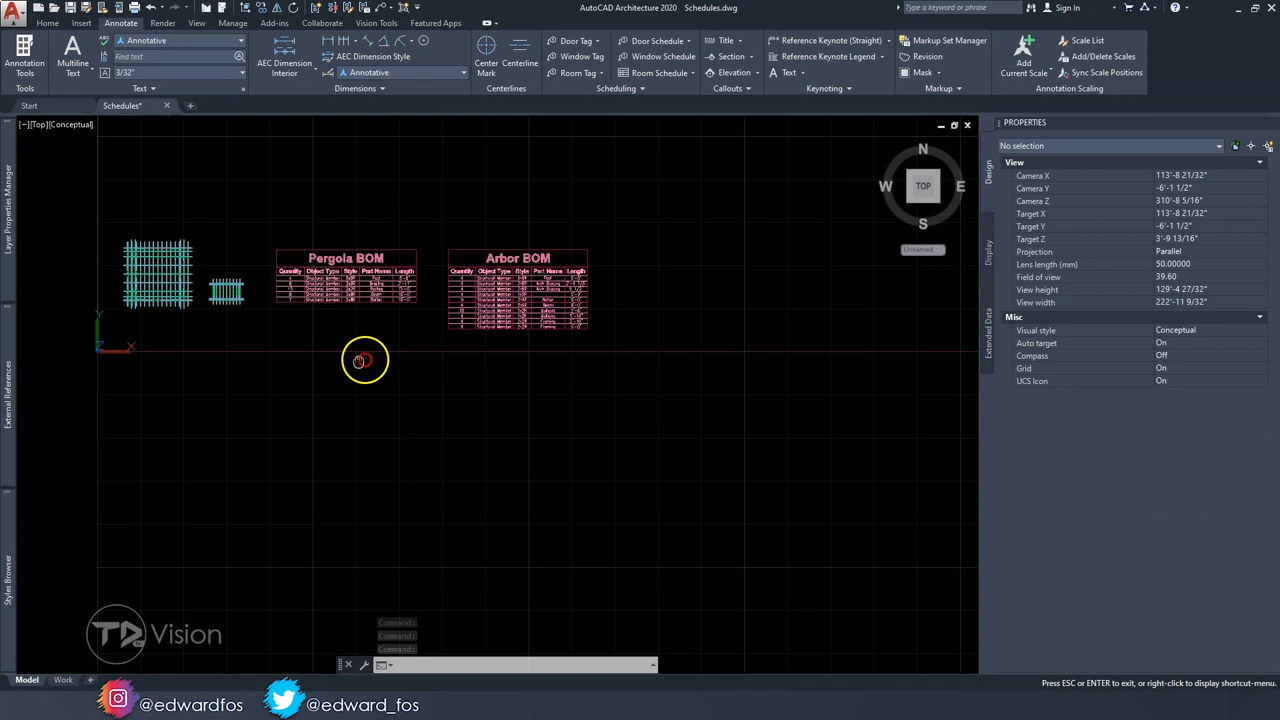 AutoCAD Architecture 2020 Schedules.dwg
Type a keyword or phrase
Sign In
Home Insert Annotate Render View Manage Add-ins Collaborate Vision Tools Featured Apps
Annotation Tools
Tools
Multiline Text
Annotative
Find text
3/32"
Text
AEC Dimension Interior
AEC Dimension Style
Annotative
Dimensions
Center Mark
Centerline
Centerlines
Door Tag
Window Tag
Room Tag
Door Schedule
Window Schedule
Room Schedule
Scheduling
Title
Section
Elevation
Callouts
Reference Keynote (Straight)
Reference Keynote Legend
Text
Keynoting
Markup Set Manager
Revision
Mask
Markup
Add Current Scale
Scale List
Add/Delete Scales
Sync Scale Positions
Annotation Scaling
Start
Schedules*
[−][Top][Conceptual]
Layer Properties Manager
External References
Styles Browser
N
W TOP E
S
Unnamed
Pergola BOM
Quantity Object Type Style Part Name Length
Arbor BOM
Quantity Object Type Style Part Name Length
Y
X
Z
Command:
Command:
Command:
TD Vision
Model Work
@edwardfos
@edward_fos
Press ESC or ENTER to exit, or right-click to display shortcut-menu.
Design
Display
Extended Data
PROPERTIES
No selection
View
Camera X 113'-8 21/32"
Camera Y -6'-1 1/2"
Camera Z 310'-8 5/16"
Target X 113'-8 21/32"
Target Y -6'-1 1/2"
Target Z 3'-9 13/16"
Projection Parallel
Lens length (mm) 50.00000
Field of view 39.60
View height 129'-4 27/32"
View width 222'-11 9/32"
Misc
Visual style Conceptual
Auto target On
Compass Off
Grid On
UCS Icon On